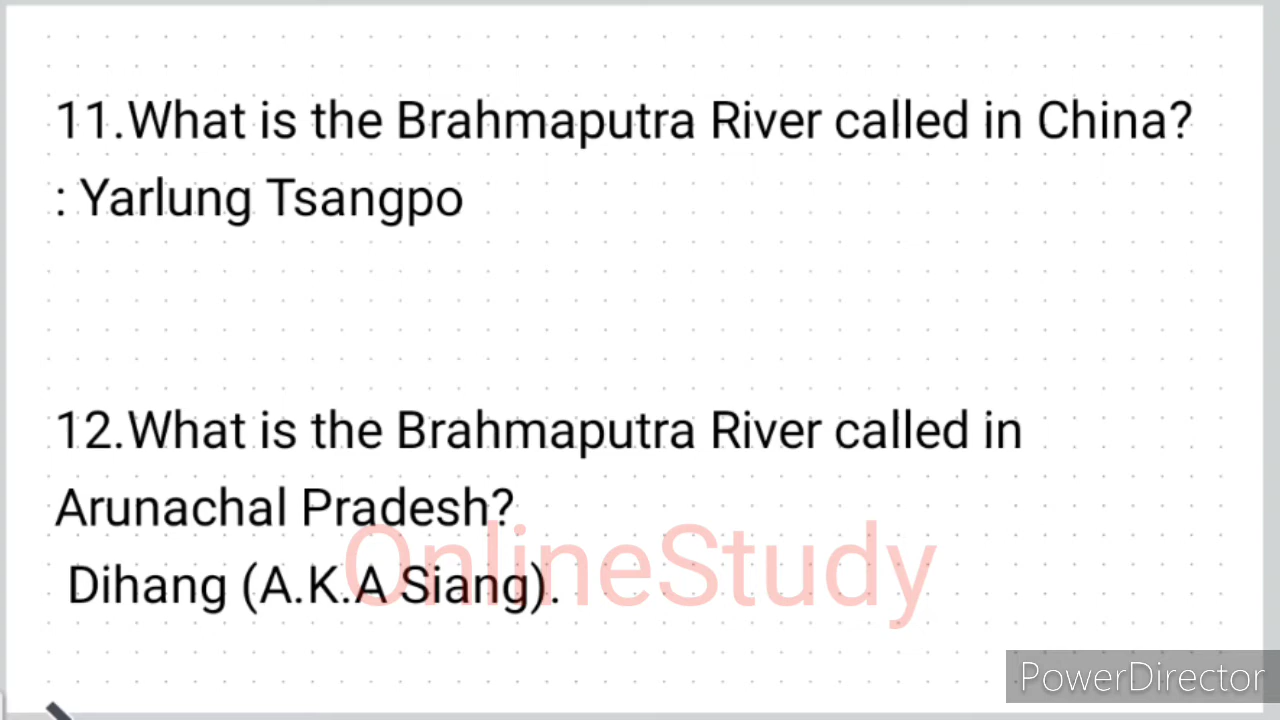 11.What is the Brahmaputra River called in China?
: Yarlung Tsangpo
12.What is the Brahmaputra River called in
Arunachal Pradesh?
Dihang (A.K.A Siang).
OnlineStudy
PowerDirector